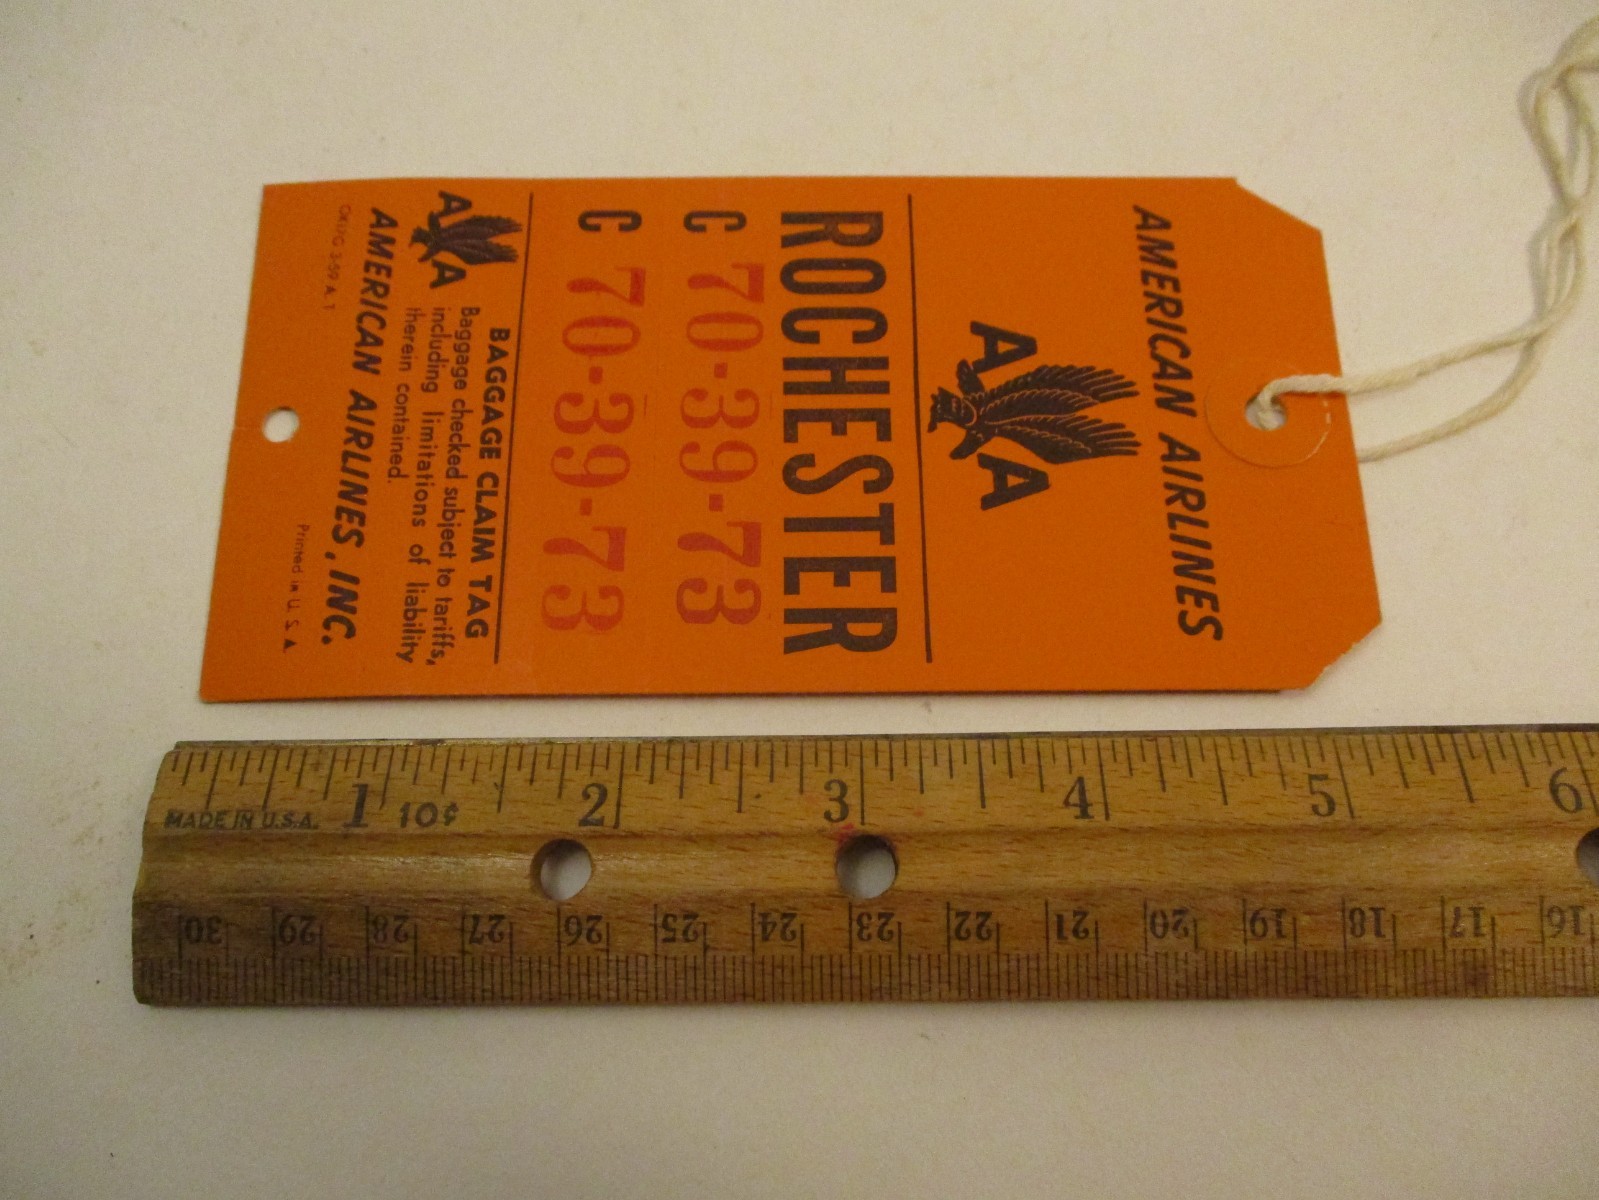 AMERICAN AIRLINES
A A
ROCHESTER
C 70-39-73
C 70-39-73
BAGGAGE CLAIM TAG
Baggage checked subject to tariffs,
including limitations of liability
therein contained.
A A
AMERICAN AIRLINES, INC.
Printed in U. S. A.
1 2 3 4 5 6
MADE IN U.S.A. 10¢
30 29 28 27 26 25 24 23 22 21 20 19 18 17 16